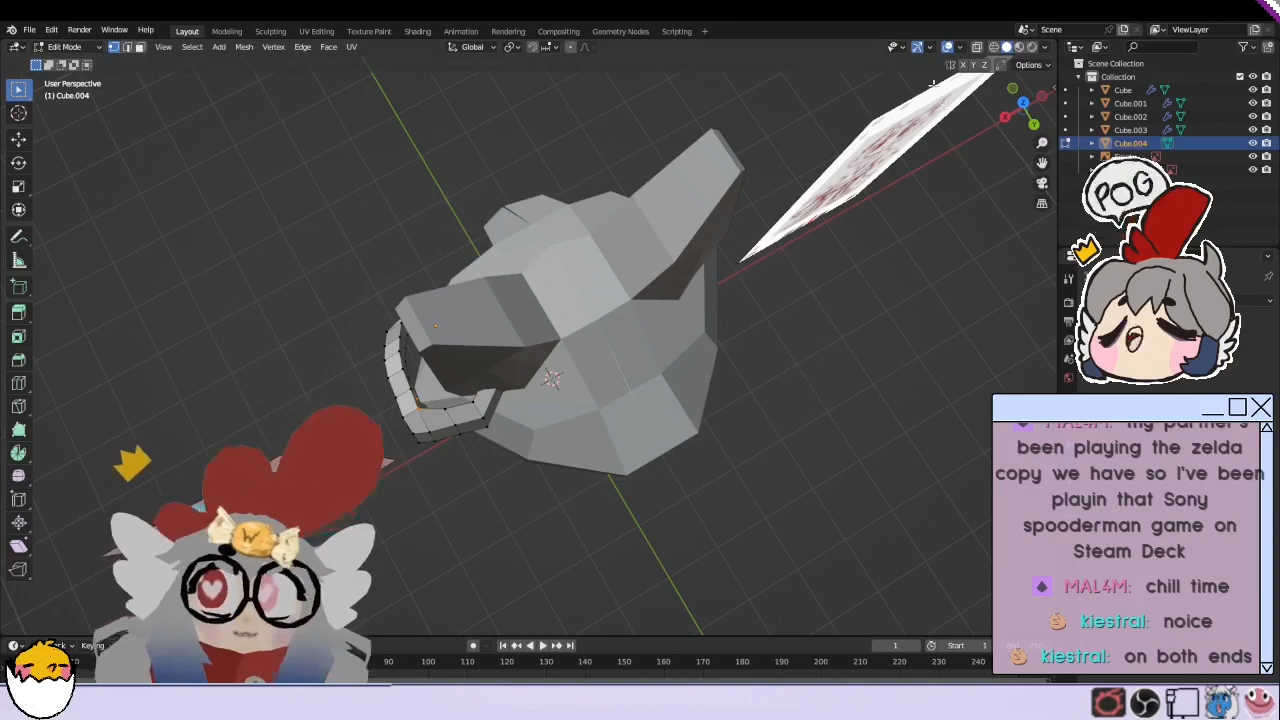 File Edit Render Window Help Layout Modeling Sculpting UV Editing Texture Paint Shading Animation Rendering Compositing Geometry Nodes Scripting + Scene ViewLayer
Edit Mode View Select Add Mesh Vertex Edge Face UV Global
X Y Z Options
User Perspective
(1) Cube.004
Scene Collection
Collection
Cube
Cube.001
Cube.002
Cube.003
Cube.004
X Y Z
POG
MAL4M: my partner's
been playing the zelda
copy we have so I've been
playin that Sony
spooderman game on
Steam Deck
MAL4M: chill time
kiestral: noice
kiestral: on both ends
Keying 1 Start 1
90 100 110 120 130 140 150 160 170 180 190 200 210 220 230 240
W